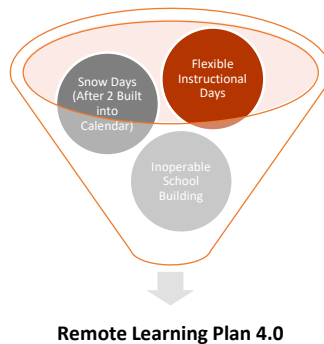 Flexible
Instructional
Days
Snow Days
(After 2 Built
into
Calendar)
Inoperable
School
Building
Remote Learning Plan 4.0